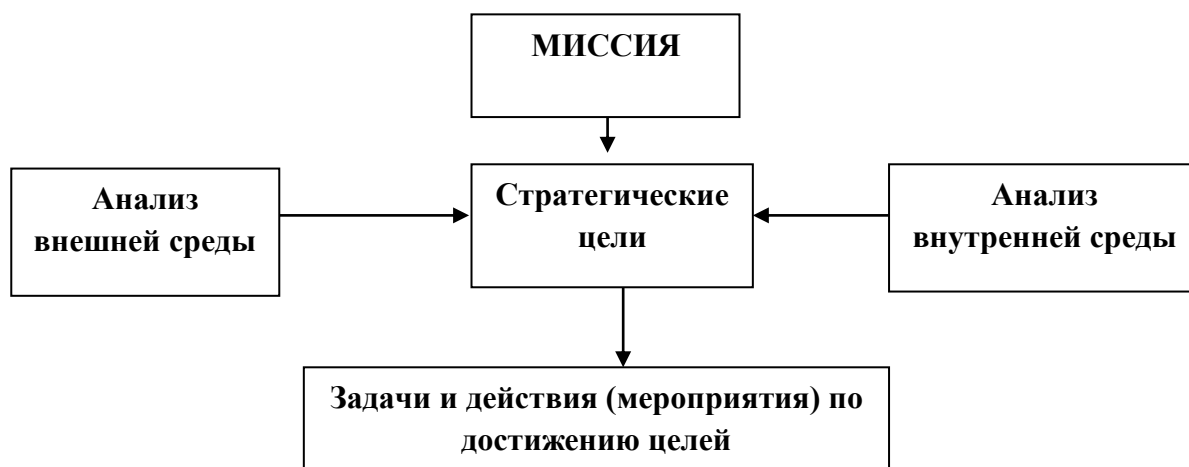 МИССИЯ
Анализ
внешней среды
Стратегические
цели
Анализ
внутренней среды
Задачи и действия (мероприятия) по
достижению целей